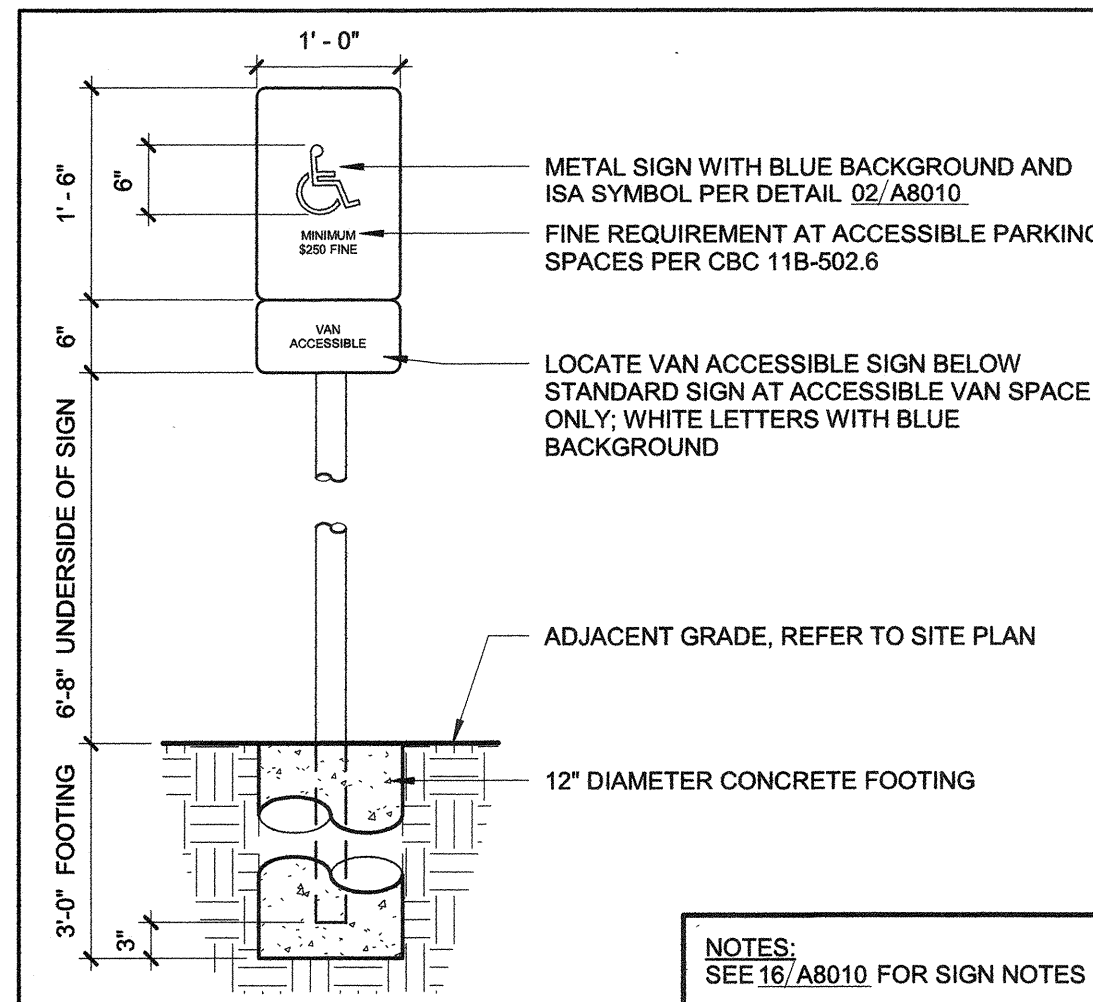 1' - 0"
1' - 6"
6"
MINIMUM
$250 FINE
METAL SIGN WITH BLUE BACKGROUND AND
ISA SYMBOL PER DETAIL 02/A8010
FINE REQUIREMENT AT ACCESSIBLE PARKING
SPACES PER CBC 11B-502.6
6"
VAN
ACCESSIBLE
LOCATE VAN ACCESSIBLE SIGN BELOW
STANDARD SIGN AT ACCESSIBLE VAN SPACE
ONLY; WHITE LETTERS WITH BLUE
BACKGROUND
6'-8" UNDERSIDE OF SIGN
ADJACENT GRADE, REFER TO SITE PLAN
3'-0" FOOTING
12" DIAMETER CONCRETE FOOTING
3"
NOTES:
SEE 16/A8010 FOR SIGN NOTES